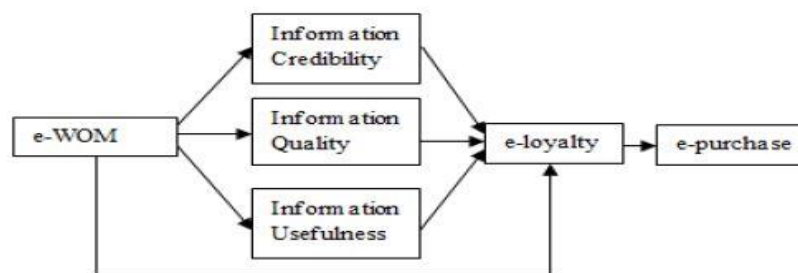 Information
Credibility
e-WOM
Information
Quality
e-loyalty
e-purchase
Information
Usefulness